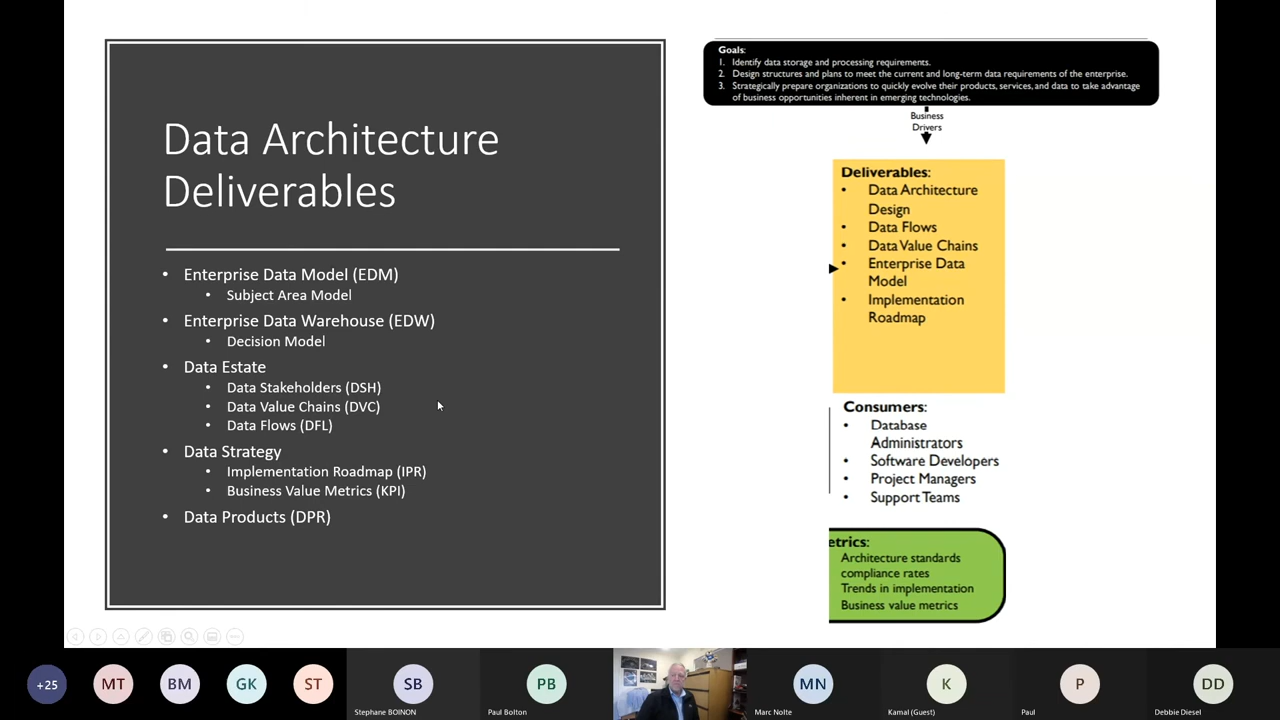 Data Architecture
Deliverables
• Enterprise Data Model (EDM)
• Subject Area Model
• Enterprise Data Warehouse (EDW)
• Decision Model
• Data Estate
• Data Stakeholders (DSH)
• Data Value Chains (DVC)
• Data Flows (DFL)
• Data Strategy
• Implementation Roadmap (IPR)
• Business Value Metrics (KPI)
• Data Products (DPR)
Goals:
1. Identify data storage and processing requirements.
2. Design structures and plans to meet the current and long-term data requirements of the enterprise.
3. Strategically prepare organizations to quickly evolve their products, services, and data to take advantage
of business opportunities inherent in emerging technologies.
Business
Drivers
Deliverables:
• Data Architecture
Design
• Data Flows
• Data Value Chains
• Enterprise Data
Model
• Implementation
Roadmap
Consumers:
• Database
Administrators
• Software Developers
• Project Managers
• Support Teams
etrics:
Architecture standards
compliance rates
Trends in implementation
Business value metrics
+25 MT BM GK ST SB PB MN K P DD
Stephane BOINON Paul Bolton Marc Nolte Kamal (Guest) Paul Debbie Diesel